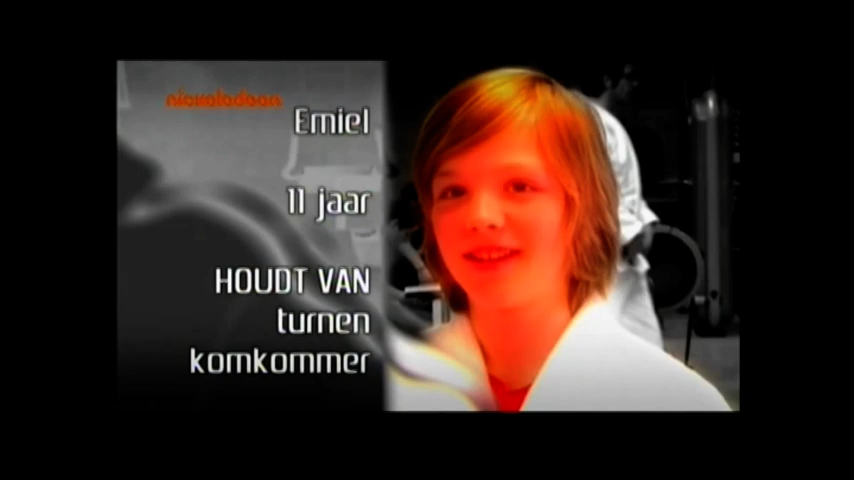 nickelodeon
Emiel
11 jaar
HOUDT VAN
turnen
komkommer